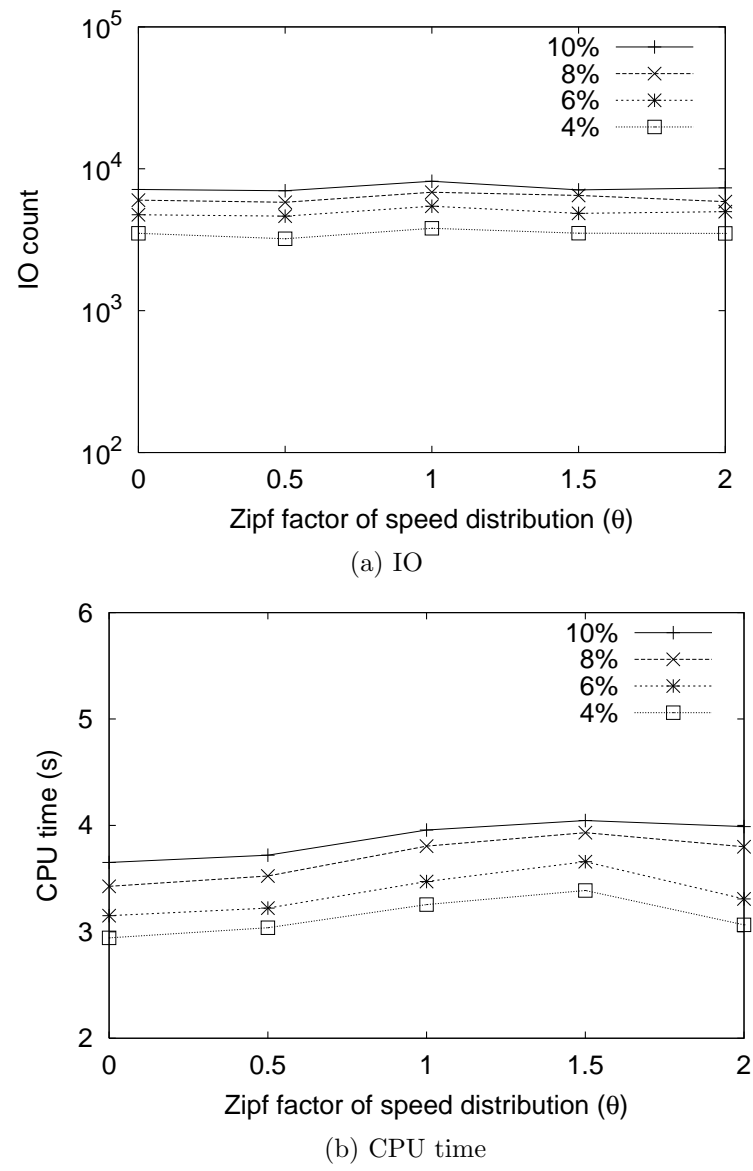 10^5
10%
8%
6%
4%
10^4
IO count
10^3
10^2
0 0.5 1 1.5 2
Zipf factor of speed distribution (θ)
(a) IO
6
10%
8%
6%
4%
5
CPU time (s)
4
3
2
0 0.5 1 1.5 2
Zipf factor of speed distribution (θ)
(b) CPU time